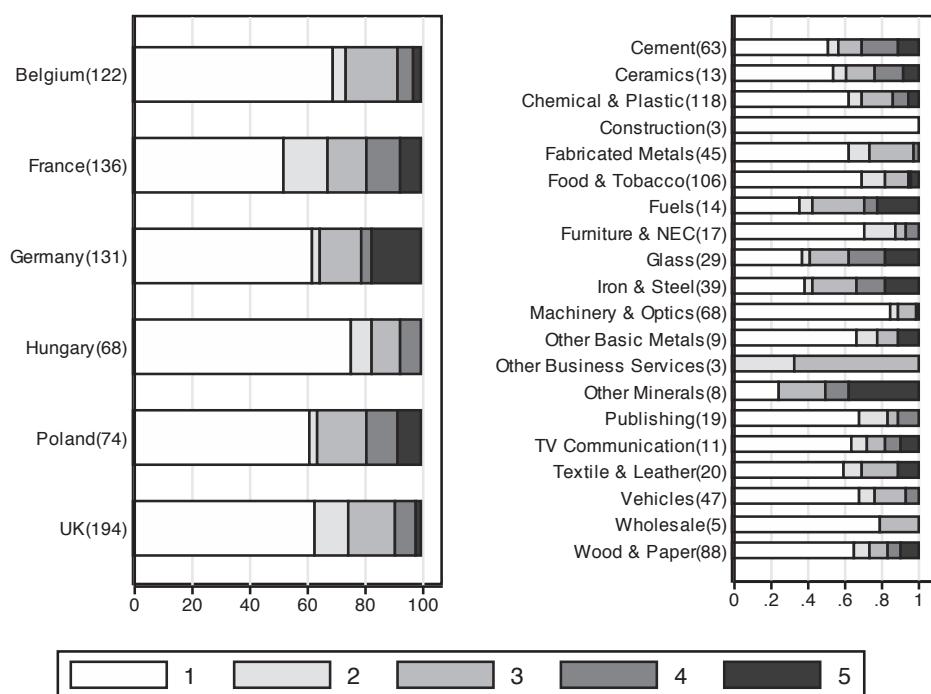 Belgium(122)
France(136)
Germany(131)
Hungary(68)
Poland(74)
UK(194)
0 20 40 60 80 100
Cement(63)
Ceramics(13)
Chemical & Plastic(118)
Construction(3)
Fabricated Metals(45)
Food & Tobacco(106)
Fuels(14)
Furniture & NEC(17)
Glass(29)
Iron & Steel(39)
Machinery & Optics(68)
Other Basic Metals(9)
Other Business Services(3)
Other Minerals(8)
Publishing(19)
TV Communication(11)
Textile & Leather(20)
Vehicles(47)
Wholesale(5)
Wood & Paper(88)
0 .2 .4 .6 .8 1
1 2 3 4 5